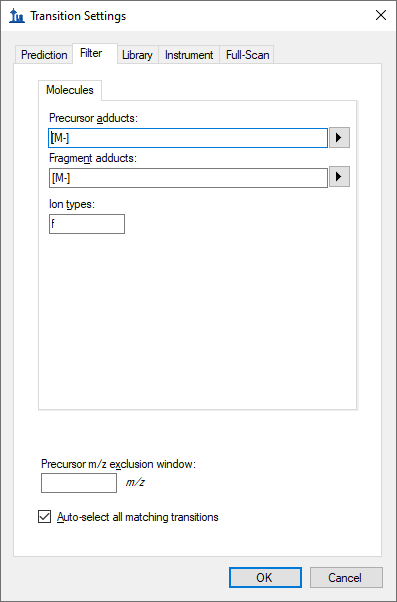 Transition Settings
Prediction Filter Library Instrument Full-Scan
Molecules
Precursor adducts:
[M-]
Fragment adducts:
[M-]
Ion types:
f
Precursor m/z exclusion window:
m/z
Auto-select all matching transitions
OK Cancel